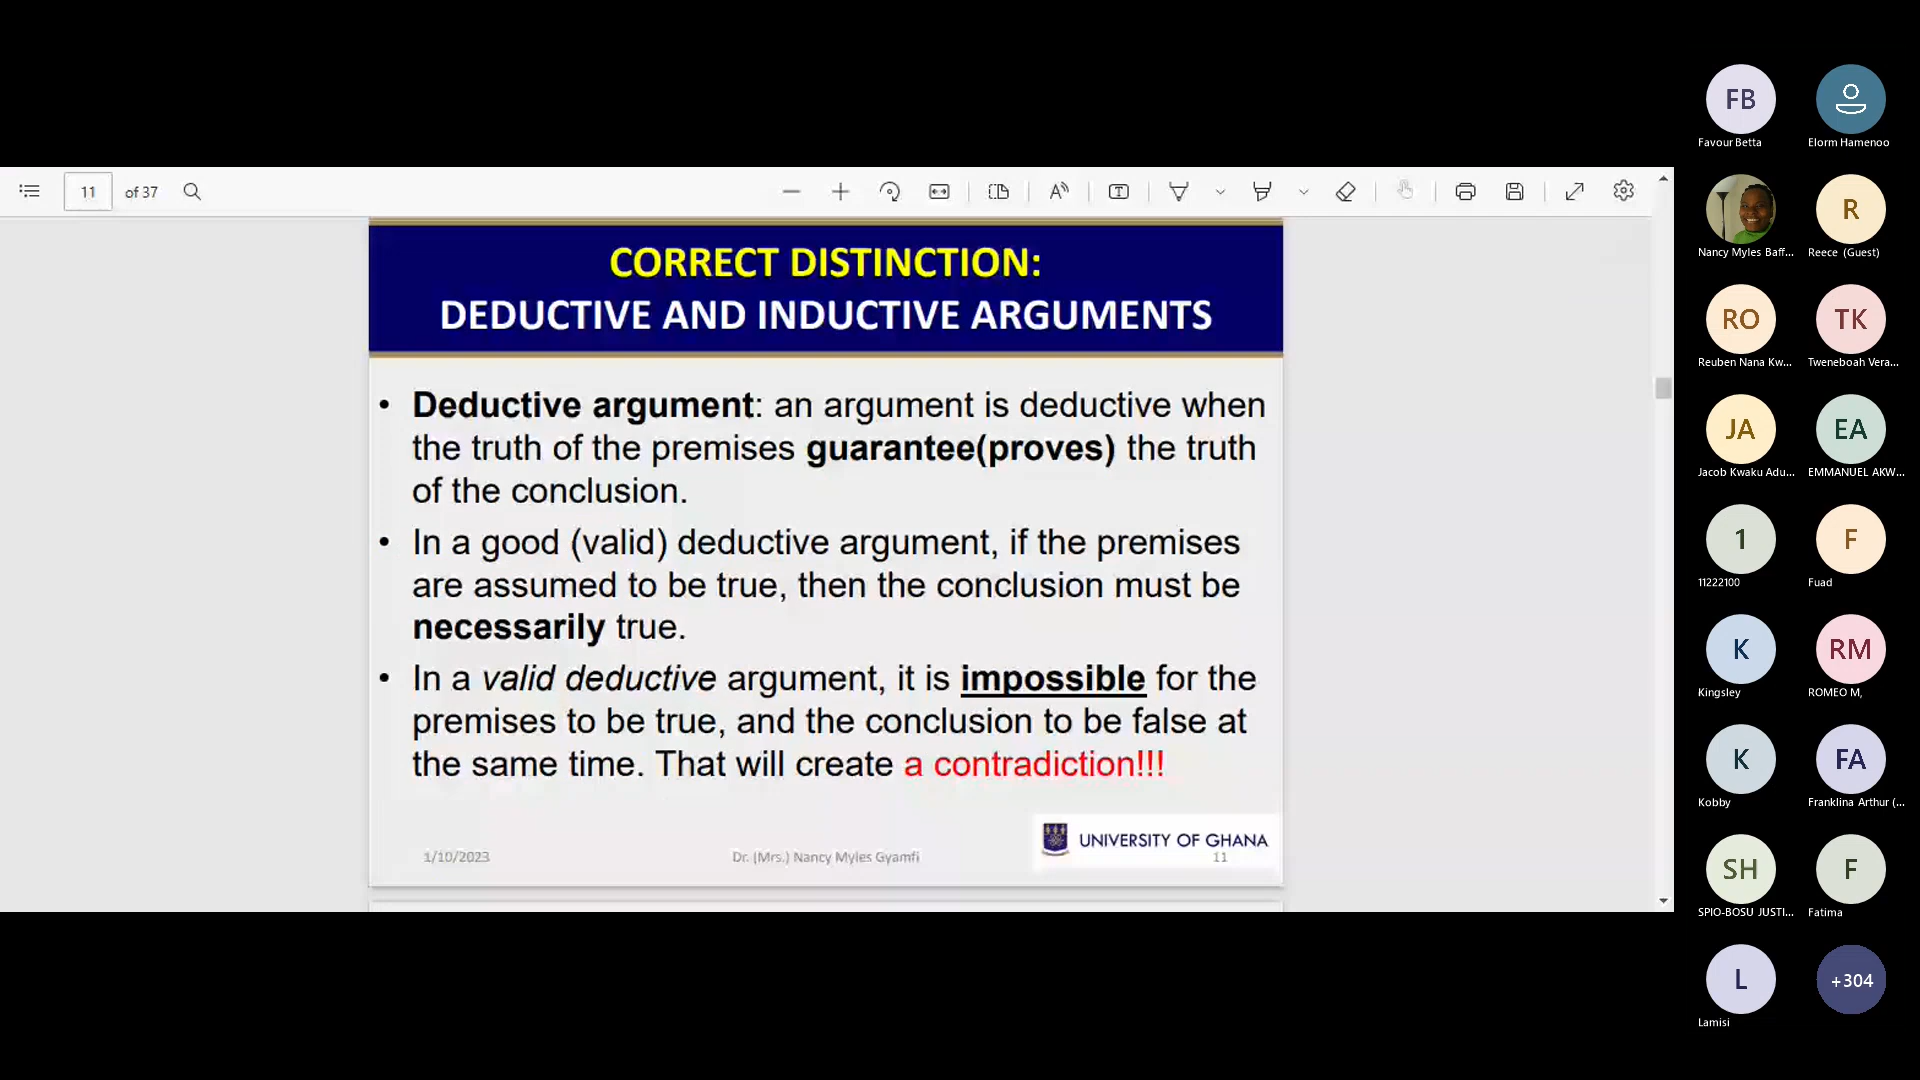 11 of 37
CORRECT DISTINCTION:
DEDUCTIVE AND INDUCTIVE ARGUMENTS
• Deductive argument: an argument is deductive when
the truth of the premises guarantee(proves) the truth
of the conclusion.
• In a good (valid) deductive argument, if the premises
are assumed to be true, then the conclusion must be
necessarily true.
• In a valid deductive argument, it is impossible for the
premises to be true, and the conclusion to be false at
the same time. That will create a contradiction!!!
UNIVERSITY OF GHANA
1/10/2023 Dr. (Mrs.) Nancy Myles Gyamfi 11
FB
Favour Betta
Elorm Hamenoo
Nancy Myles Baff...
R
Reece (Guest)
RO
Reuben Nana Kw...
TK
Tweneboah Vera...
JA
Jacob Kwaku Adu...
EA
EMMANUEL AKW...
1
11222100
F
Fuad
K
Kingsley
RM
ROMEO M,
K
Kobby
FA
Franklina Arthur (...
SH
SPIO-BOSU JUSTI...
F
Fatima
L
Lamisi
+304